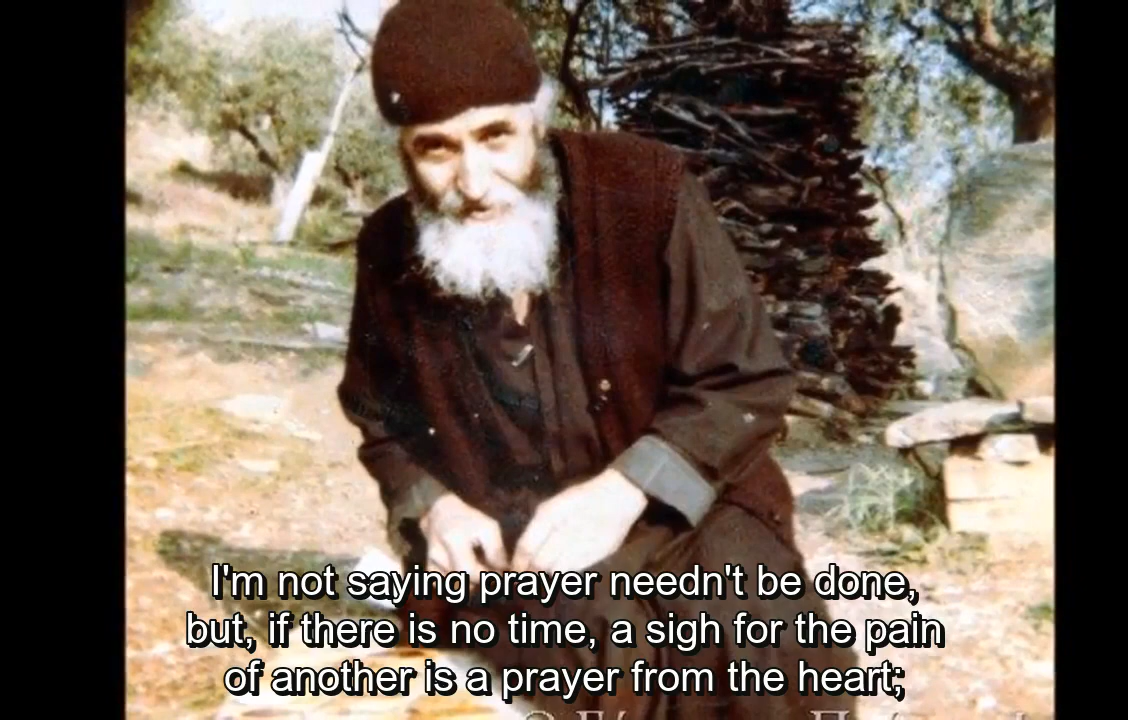 I'm not saying prayer needn't be done,
but, if there is no time, a sigh for the pain
of another is a prayer from the heart;